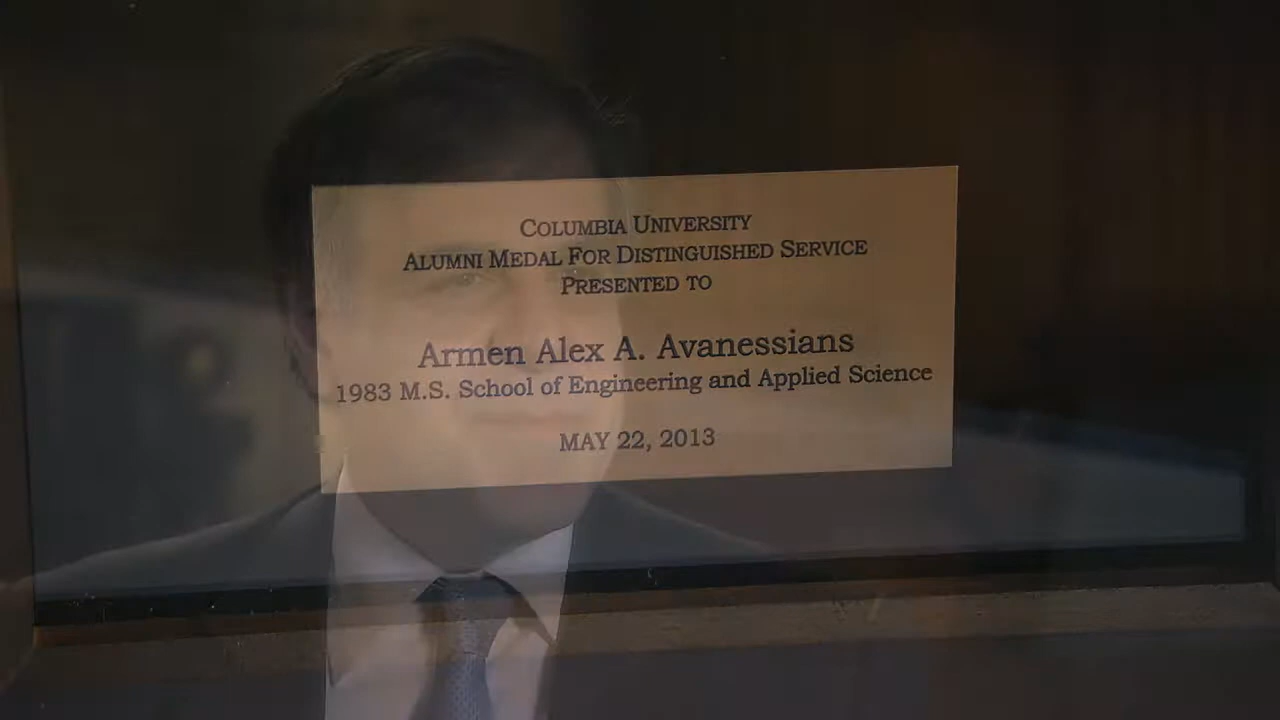 COLUMBIA UNIVERSITY
ALUMNI MEDAL FOR DISTINGUISHED SERVICE
PRESENTED TO
Armen Alex A. Avanessians
1983 M.S. School of Engineering and Applied Science
MAY 22, 2013